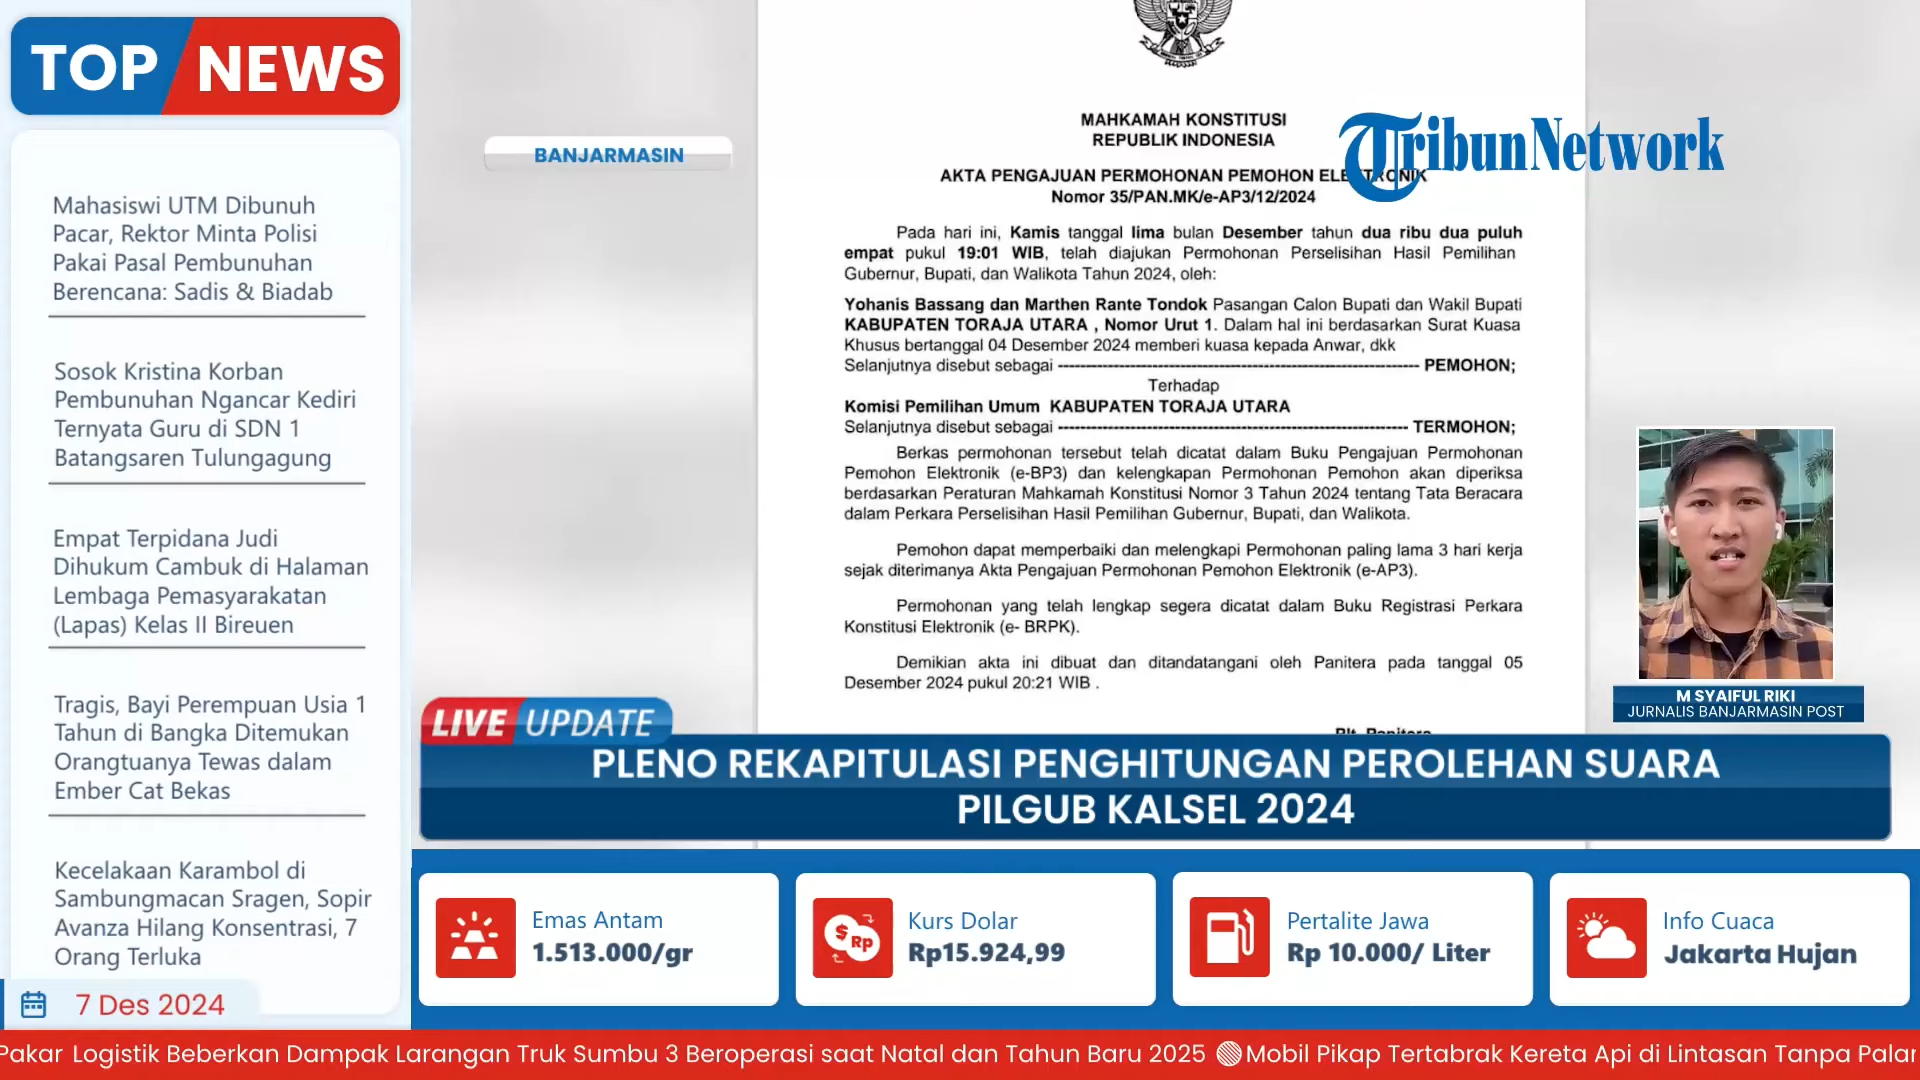 TOP NEWS
Mahasiswi UTM Dibunuh
Pacar, Rektor Minta Polisi
Pakai Pasal Pembunuhan
Berencana: Sadis & Biadab
Sosok Kristina Korban
Pembunuhan Ngancar Kediri
Ternyata Guru di SDN 1
Batangsaren Tulungagung
Empat Terpidana Judi
Dihukum Cambuk di Halaman
Lembaga Pemasyarakatan
(Lapas) Kelas II Bireuen
Tragis, Bayi Perempuan Usia 1
Tahun di Bangka Ditemukan
Orangtuanya Tewas dalam
Ember Cat Bekas
Kecelakaan Karambol di
Sambungmacan Sragen, Sopir
Avanza Hilang Konsentrasi, 7
Orang Terluka
7 Des 2024
BANJARMASIN
TribunNetwork
MAHKAMAH KONSTITUSI
REPUBLIK INDONESIA
AKTA PENGAJUAN PERMOHONAN PEMOHON ELEKTRONIK
Nomor 35/PAN.MK/e-AP3/12/2024
Pada hari ini, Kamis tanggal lima bulan Desember tahun dua ribu dua puluh
empat pukul 19:01 WIB, telah diajukan Permohonan Perselisihan Hasil Pemilihan
Gubernur, Bupati, dan Walikota Tahun 2024, oleh:
Yohanis Bassang dan Marthen Rante Tondok Pasangan Calon Bupati dan Wakil Bupati
KABUPATEN TORAJA UTARA , Nomor Urut 1. Dalam hal ini berdasarkan Surat Kuasa
Khusus bertanggal 04 Desember 2024 memberi kuasa kepada Anwar, dkk
Selanjutnya disebut sebagai ------------------------------------------------------------------ PEMOHON;
Terhadap
Komisi Pemilihan Umum KABUPATEN TORAJA UTARA
Selanjutnya disebut sebagai ---------------------------------------------------------------- TERMOHON;
Berkas permohonan tersebut telah dicatat dalam Buku Pengajuan Permohonan
Pemohon Elektronik (e-BP3) dan kelengkapan Permohonan Pemohon akan diperiksa
berdasarkan Peraturan Mahkamah Konstitusi Nomor 3 Tahun 2024 tentang Tata Beracara
dalam Perkara Perselisihan Hasil Pemilihan Gubernur, Bupati, dan Walikota.
Pemohon dapat memperbaiki dan melengkapi Permohonan paling lama 3 hari kerja
sejak diterimanya Akta Pengajuan Permohonan Pemohon Elektronik (e-AP3).
Permohonan yang telah lengkap segera dicatat dalam Buku Registrasi Perkara
Konstitusi Elektronik (e- BRPK).
Demikian akta ini dibuat dan ditandatangani oleh Panitera pada tanggal 05
Desember 2024 pukul 20:21 WIB .
Plt. Panitera
M SYAIFUL RIKI
JURNALIS BANJARMASIN POST
LIVE UPDATE
PLENO REKAPITULASI PENGHITUNGAN PEROLEHAN SUARA
PILGUB KALSEL 2024
Emas Antam
1.513.000/gr
Kurs Dolar
Rp15.924,99
Pertalite Jawa
Rp 10.000/ Liter
Info Cuaca
Jakarta Hujan
Pakar Logistik Beberkan Dampak Larangan Truk Sumbu 3 Beroperasi saat Natal dan Tahun Baru 2025 Mobil Pikap Tertabrak Kereta Api di Lintasan Tanpa